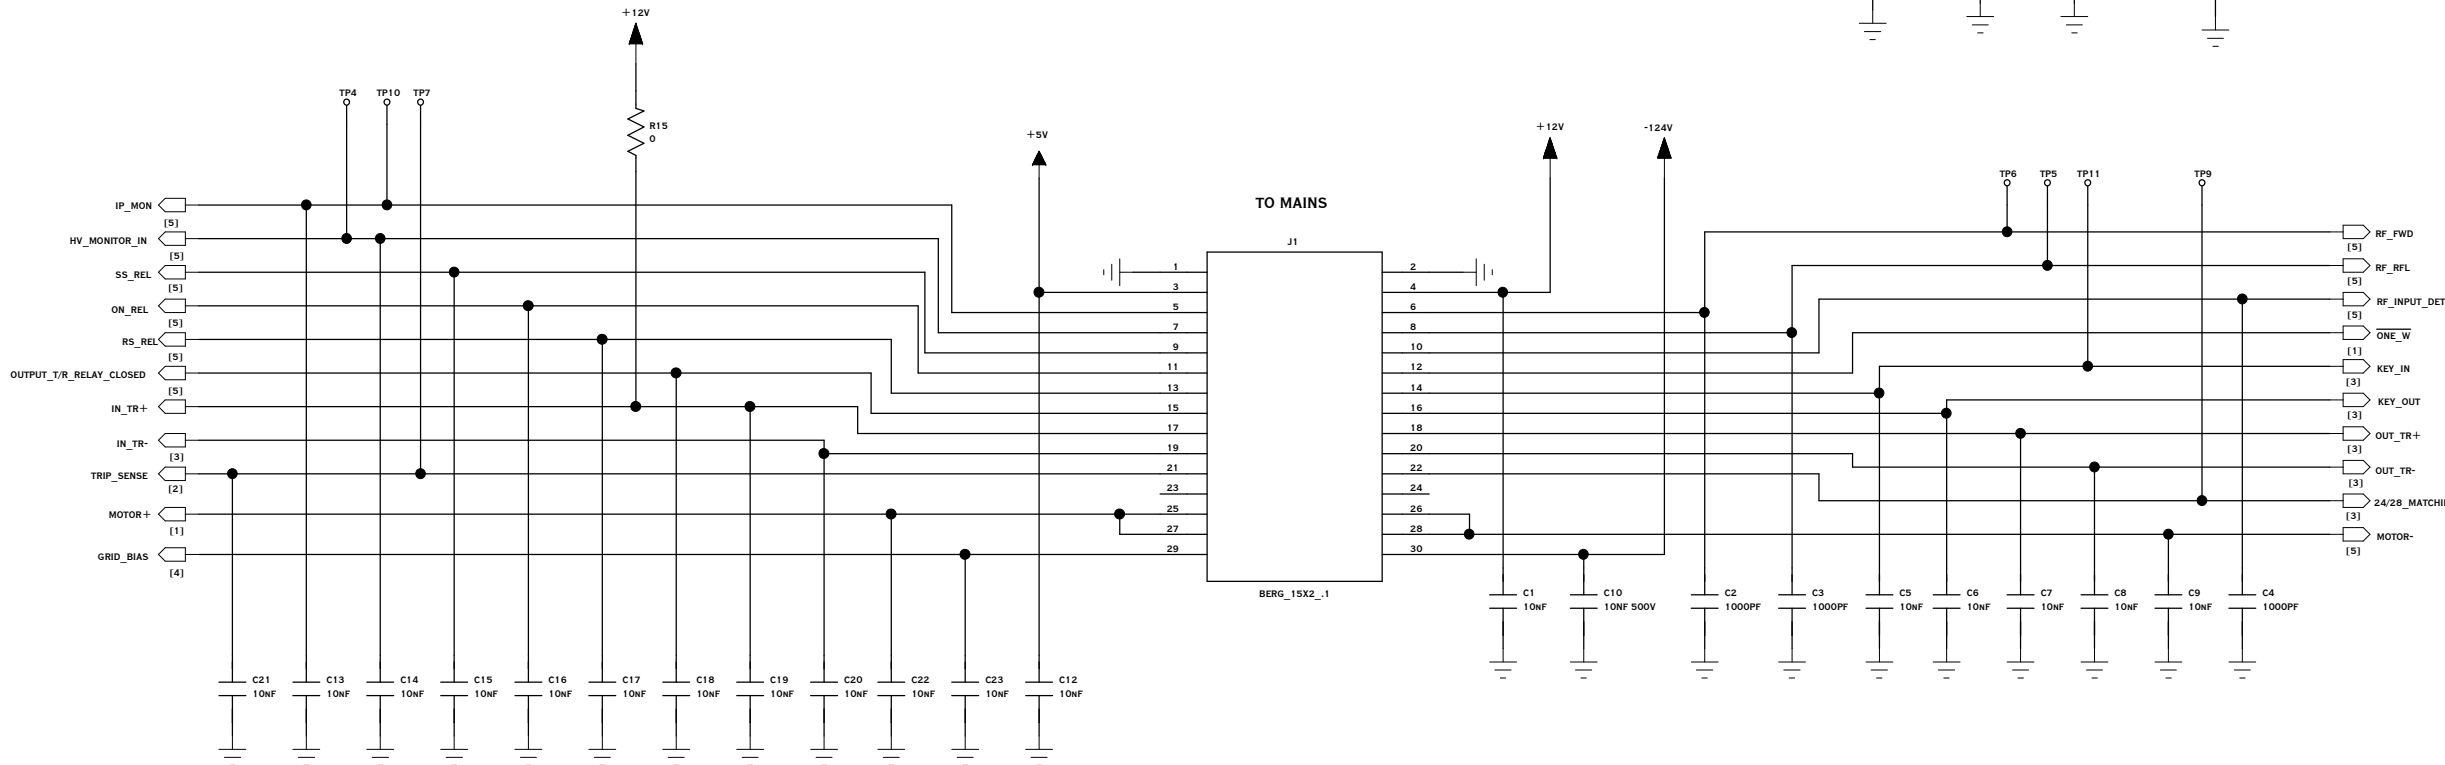 +12V
TP4 TP10 TP7
R15
0
+5V
+12V
-124V
TP6 TP5 TP11 TP9
TO MAINS
J1
IP_MON
[5]
HV_MONITOR_IN
[5]
SS_REL
[5]
ON_REL
[5]
RS_REL
[5]
OUTPUT_T/R_RELAY_CLOSED
[5]
IN_TR+
IN_TR-
[3]
TRIP_SENSE
[2]
MOTOR+
[1]
GRID_BIAS
[4]
1 2
3 4
5 6
7 8
9 10
11 12
13 14
15 16
17 18
19 20
21 22
23 24
25 26
27 28
29 30
BERG_15X2_.1
RF_FWD
[5]
RF_RFL
[5]
RF_INPUT_DET
[5]
ONE_W
[1]
KEY_IN
[3]
KEY_OUT
[3]
OUT_TR+
[3]
OUT_TR-
[3]
24/28_MATCHI
[3]
MOTOR-
[5]
C1
10NF
C10
10NF 500V
C2
1000PF
C3
1000PF
C5
10NF
C6
10NF
C7
10NF
C8
10NF
C9
10NF
C4
1000PF
C21
10NF
C13
10NF
C14
10NF
C15
10NF
C16
10NF
C17
10NF
C18
10NF
C19
10NF
C20
10NF
C22
10NF
C23
10NF
C12
10NF